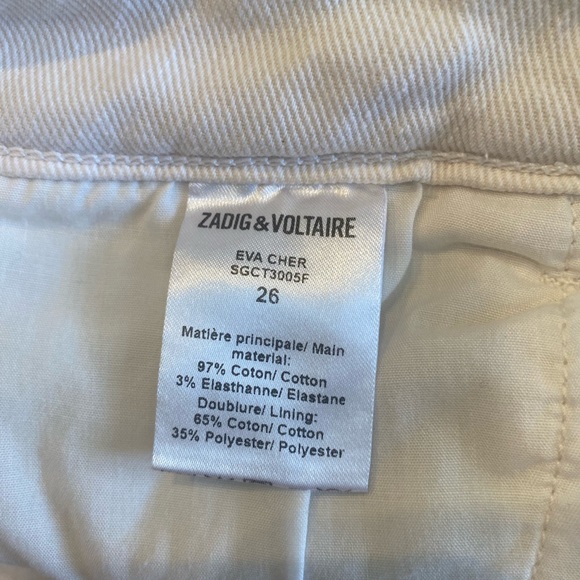 ZADIG&VOLTAIRE
EVA CHER
SGCT3005F
26
Matière principale/ Main
material:
97% Coton/ Cotton
3% Elasthanne/ Elastane
Doublure/ Lining:
65% Coton/ Cotton
35% Polyester/ Polyester